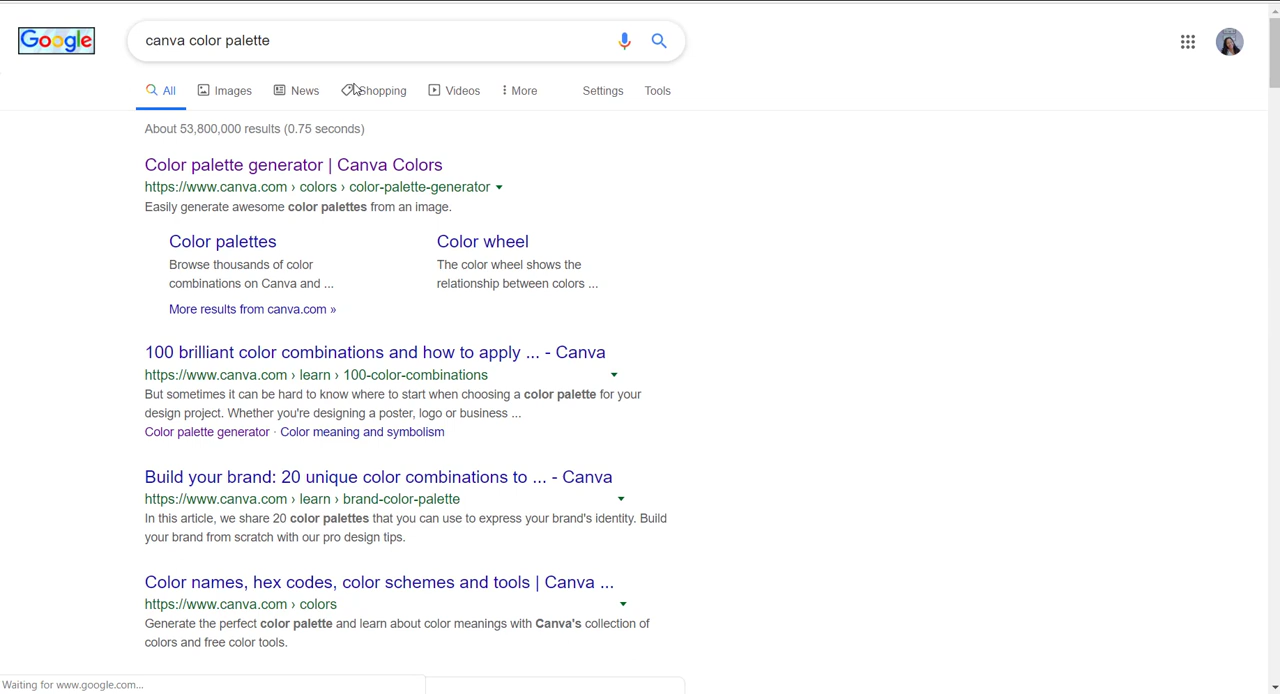 Google
canva color palette
All Images News Shopping Videos More Settings Tools
About 53,800,000 results (0.75 seconds)
Color palette generator | Canva Colors
https://www.canva.com › colors › color-palette-generator
Easily generate awesome color palettes from an image.
Color palettes
Browse thousands of color
combinations on Canva and ...
Color wheel
The color wheel shows the
relationship between colors ...
More results from canva.com »
100 brilliant color combinations and how to apply ... - Canva
https://www.canva.com › learn › 100-color-combinations
But sometimes it can be hard to know where to start when choosing a color palette for your
design project. Whether you're designing a poster, logo or business ...
Color palette generator · Color meaning and symbolism
Build your brand: 20 unique color combinations to ... - Canva
https://www.canva.com › learn › brand-color-palette
In this article, we share 20 color palettes that you can use to express your brand's identity. Build
your brand from scratch with our pro design tips.
Color names, hex codes, color schemes and tools | Canva ...
https://www.canva.com › colors
Generate the perfect color palette and learn about color meanings with Canva's collection of
colors and free color tools.
Waiting for www.google.com...